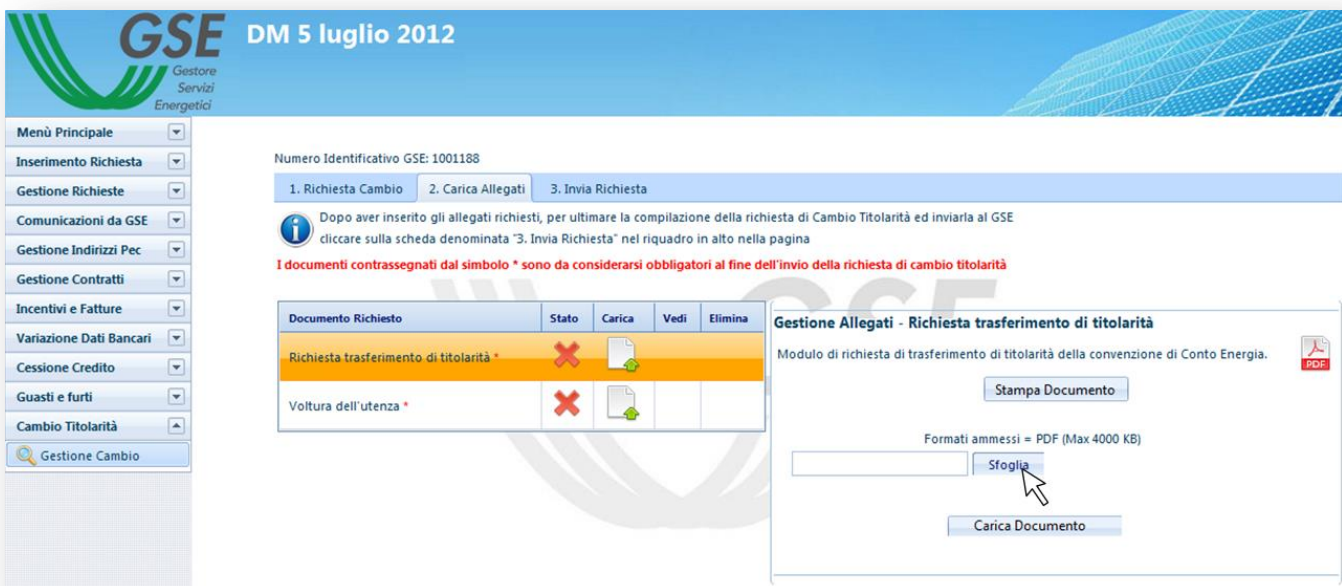 GSE
Gestore
Servizi
Energetici
DM 5 luglio 2012
Menù Principale
Inserimento Richiesta
Gestione Richieste
Comunicazioni da GSE
Gestione Indirizzi Pec
Gestione Contratti
Incentivi e Fatture
Variazione Dati Bancari
Cessione Credito
Guasti e furti
Cambio Titolarità
Gestione Cambio
Numero Identificativo GSE: 1001188
1. Richiesta Cambio 2. Carica Allegati 3. Invia Richiesta
Dopo aver inserito gli allegati richiesti, per ultimare la compilazione della richiesta di Cambio Titolarità ed inviarla al GSE
cliccare sulla scheda denominata "3. Invia Richiesta" nel riquadro in alto nella pagina
I documenti contrassegnati dal simbolo * sono da considerarsi obbligatori al fine dell'invio della richiesta di cambio titolarità
Documento Richiesto Stato Carica Vedi Elimina
Richiesta trasferimento di titolarità *
Voltura dell'utenza *
Gestione Allegati - Richiesta trasferimento di titolarità
Modulo di richiesta di trasferimento di titolarità della convenzione di Conto Energia.
PDF
Stampa Documento
Formati ammessi = PDF (Max 4000 KB)
Sfoglia
Carica Documento